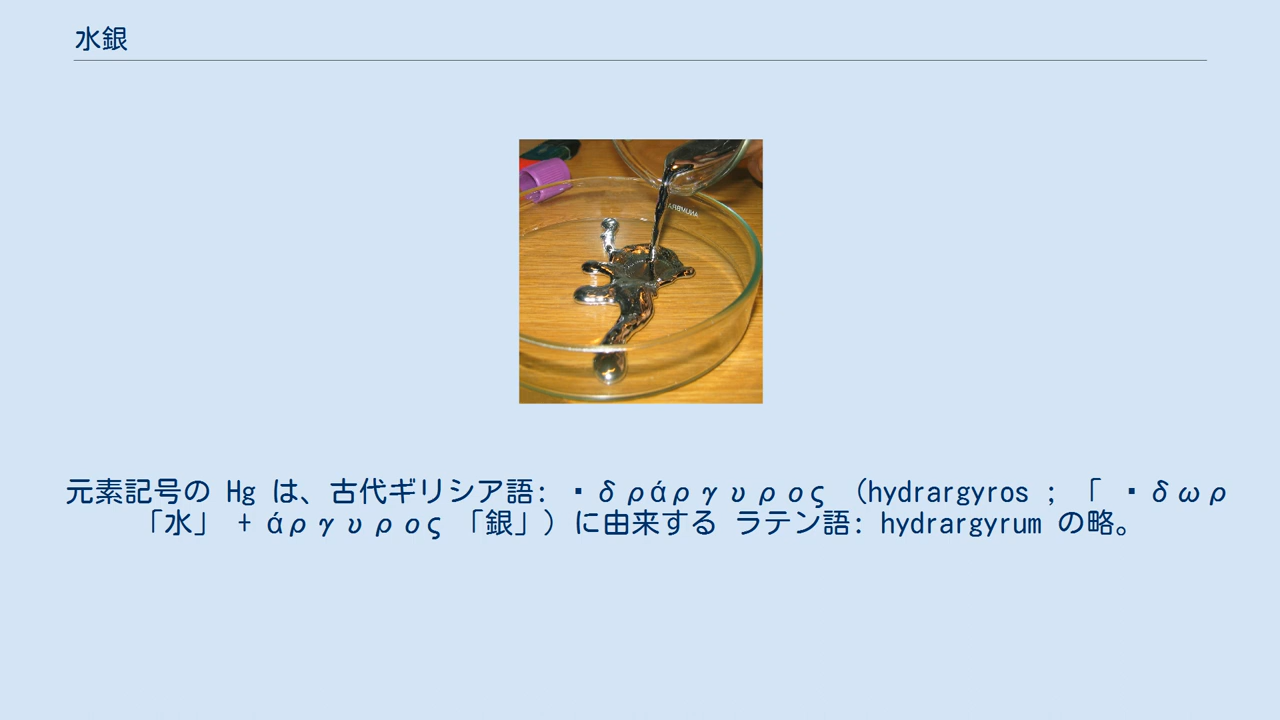 水銀
元素記号の Hg は、古代ギリシア語: ・δράργυρος （hydrargyros ; 「 ・δωρ
「水」 + άργυρος 「銀」）に由来する ラテン語: hydrargyrum の略。